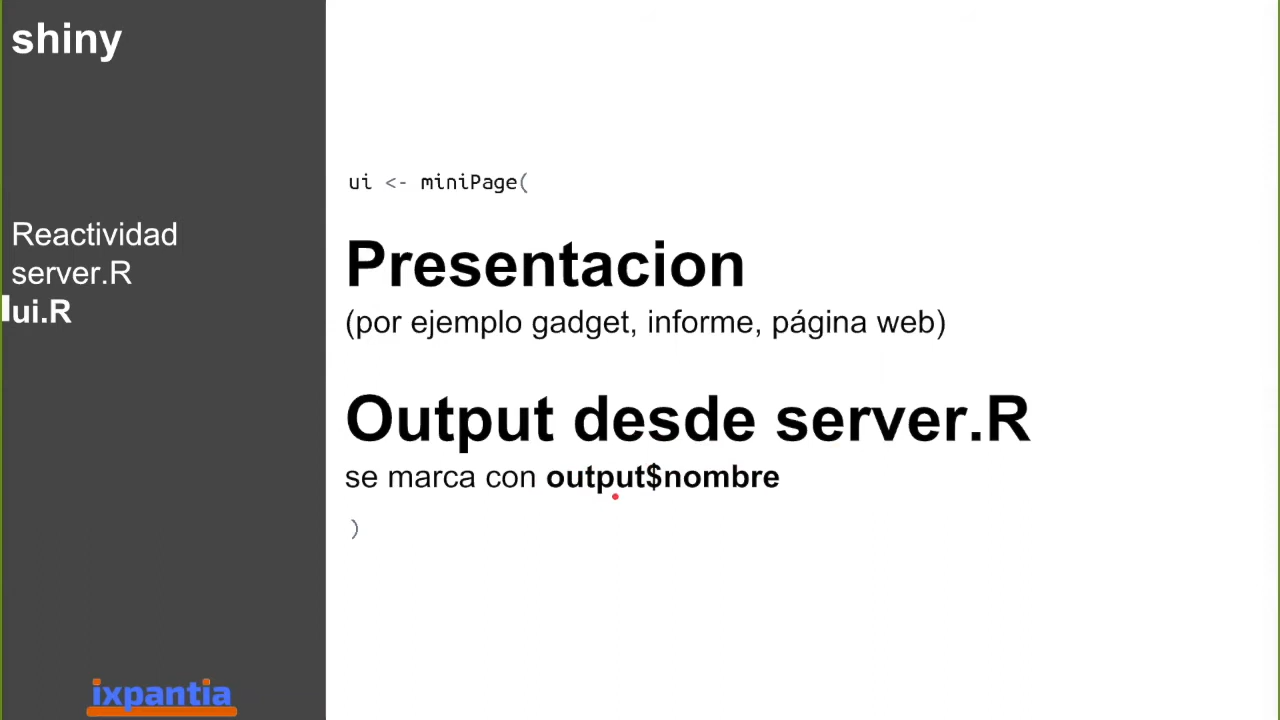 shiny
Reactividad
server.R
ui.R
ui <- miniPage(
Presentacion
(por ejemplo gadget, informe, página web)
Output desde server.R
se marca con output$nombre
)
ixpantia